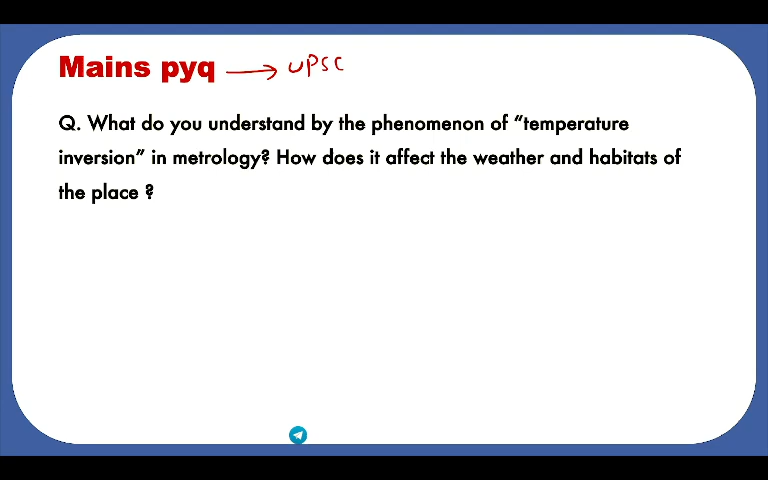 Mains pyq → UPSC
Q. What do you understand by the phenomenon of “temperature
inversion” in metrology? How does it affect the weather and habitats of
the place ?